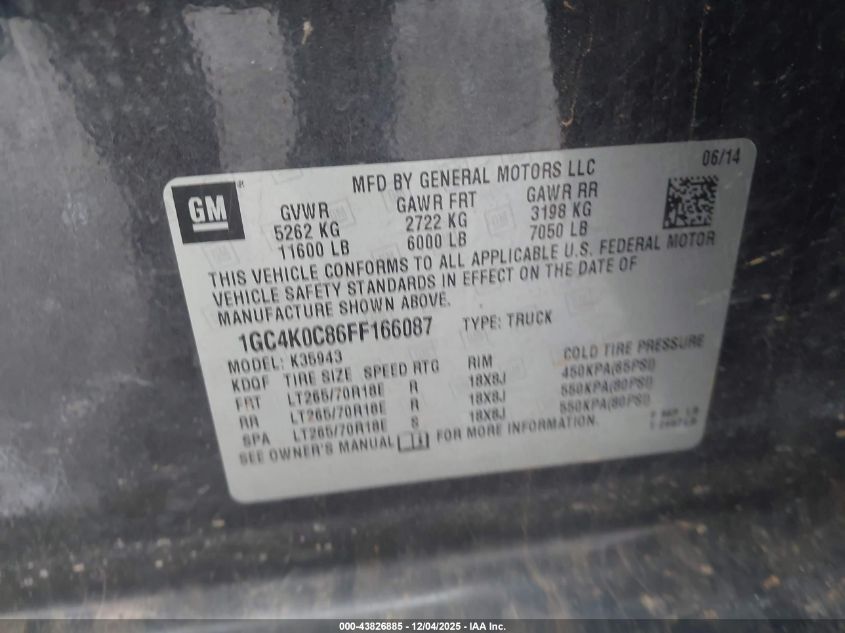 06/14
GM
MFD BY GENERAL MOTORS LLC
GVWR GAWR FRT GAWR RR
5262 KG 2722 KG 3198 KG
11600 LB 6000 LB 7050 LB
THIS VEHICLE CONFORMS TO ALL APPLICABLE U.S. FEDERAL MOTOR
VEHICLE SAFETY STANDARDS IN EFFECT ON THE DATE OF
MANUFACTURE SHOWN ABOVE.
1GC4K0C86FF166087 TYPE: TRUCK
MODEL: K35943
KDQF TIRE SIZE SPEED RTG RIM COLD TIRE PRESSURE
FRT LT265/70R18E R 18X8J 450KPA(65PSI)
RR LT265/70R18E R 18X8J 550KPA(80PSI)
SPA LT265/70R18E S 18X8J 550KPA(80PSI)
SEE OWNER'S MANUAL FOR MORE INFORMATION.
000-43826885 - 12/04/2025 - IAA Inc.